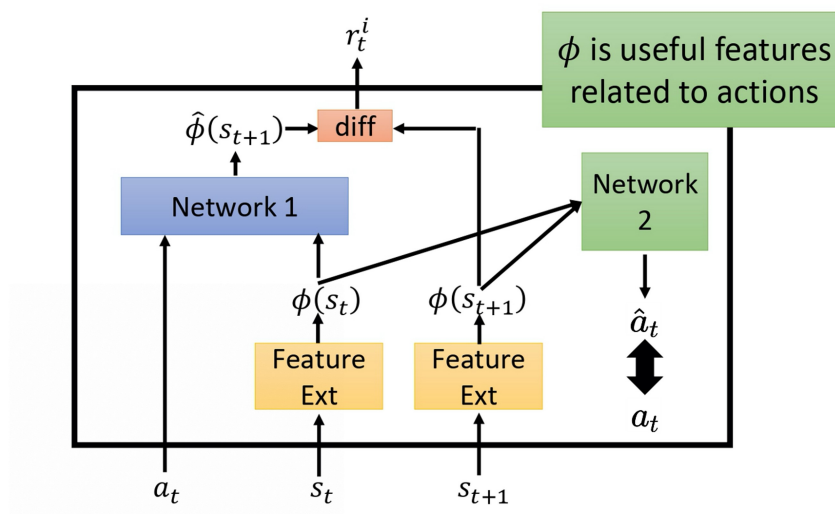 r_t^i
ϕ is useful features
related to actions
ϕ̂(s_{t+1})
diff
Network 1
Network
2
ϕ(s_t)
ϕ(s_{t+1})
â_t
Feature
Ext
Feature
Ext
a_t
a_t
s_t
s_{t+1}